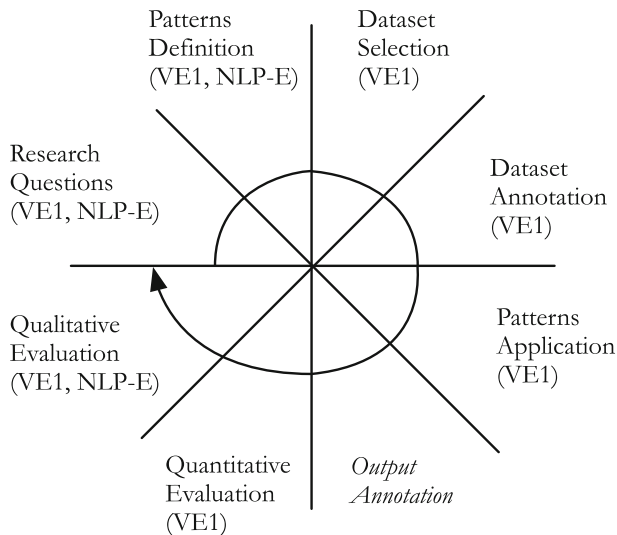 Patterns
Definition
(VE1, NLP-E)
Dataset
Selection
(VE1)
Research
Questions
(VE1, NLP-E)
Dataset
Annotation
(VE1)
Qualitative
Evaluation
(VE1, NLP-E)
Patterns
Application
(VE1)
Quantitative
Evaluation
(VE1)
Output
Annotation